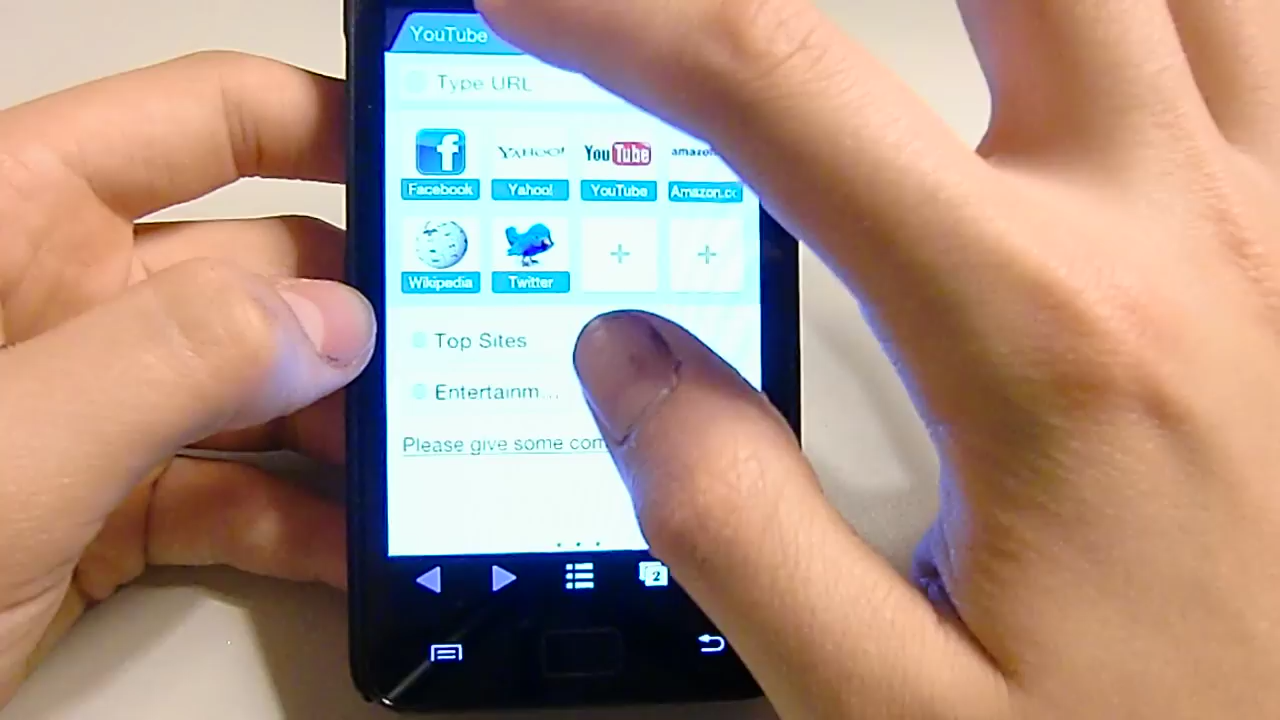 YouTube
Type URL
YAHOO!
YouTube
amazon
Facebook
Yahoo!
YouTube
Amazon.cc
Wikipedia
Twitter
Top Sites
Entertainm...
Please give some com
2